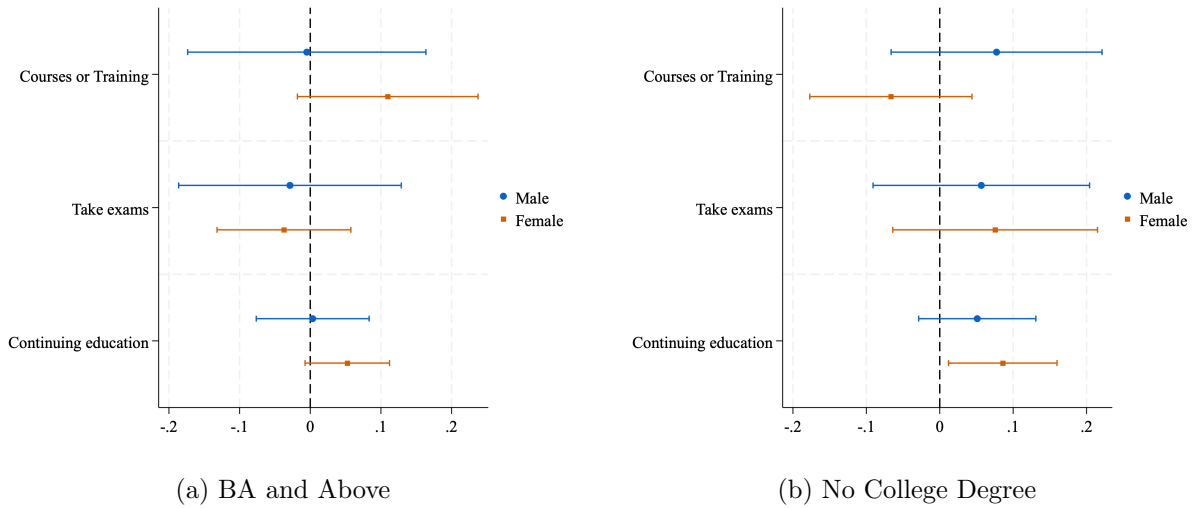 Courses or Training
Take exams
Continuing education
-.2 -.1 0 .1 .2
Male
Female
(a) BA and Above
Courses or Training
Take exams
Continuing education
-.2 -.1 0 .1 .2
Male
Female
(b) No College Degree